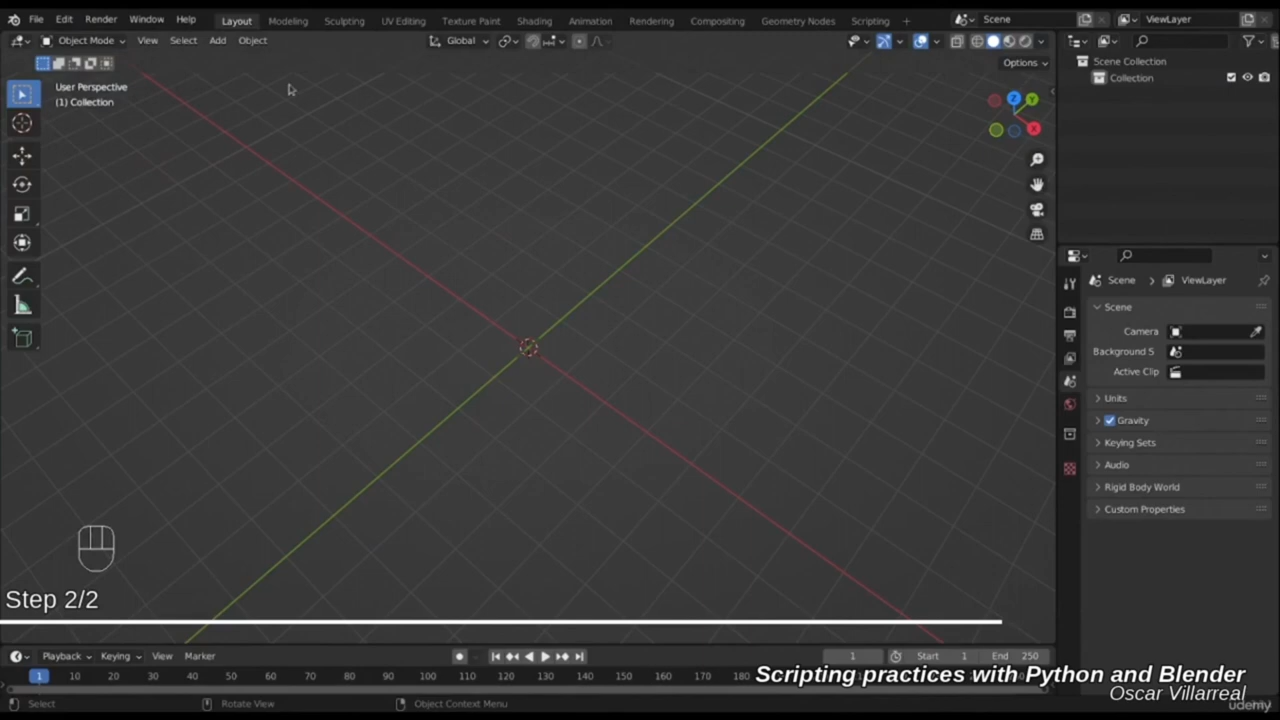 File Edit Render Window Help Layout Modeling Sculpting UV Editing Texture Paint Shading Animation Rendering Compositing Geometry Nodes Scripting + Scene ViewLayer
Object Mode View Select Add Object Global
Options
User Perspective
(1) Collection
Z
Y
X
Scene Collection
Collection
Scene ViewLayer
Scene
Camera
Background S
Active Clip
Units
Gravity
Keying Sets
Audio
Rigid Body World
Custom Properties
Step 2/2
Playback Keying View Marker 1 Start 1 End 250
1 10 20 30 40 50 60 70 80 90 100 110 120 130 140 150 160 170 180
Scripting practices with Python and Blender
Oscar Villarreal
Select Rotate View Object Context Menu
udemy